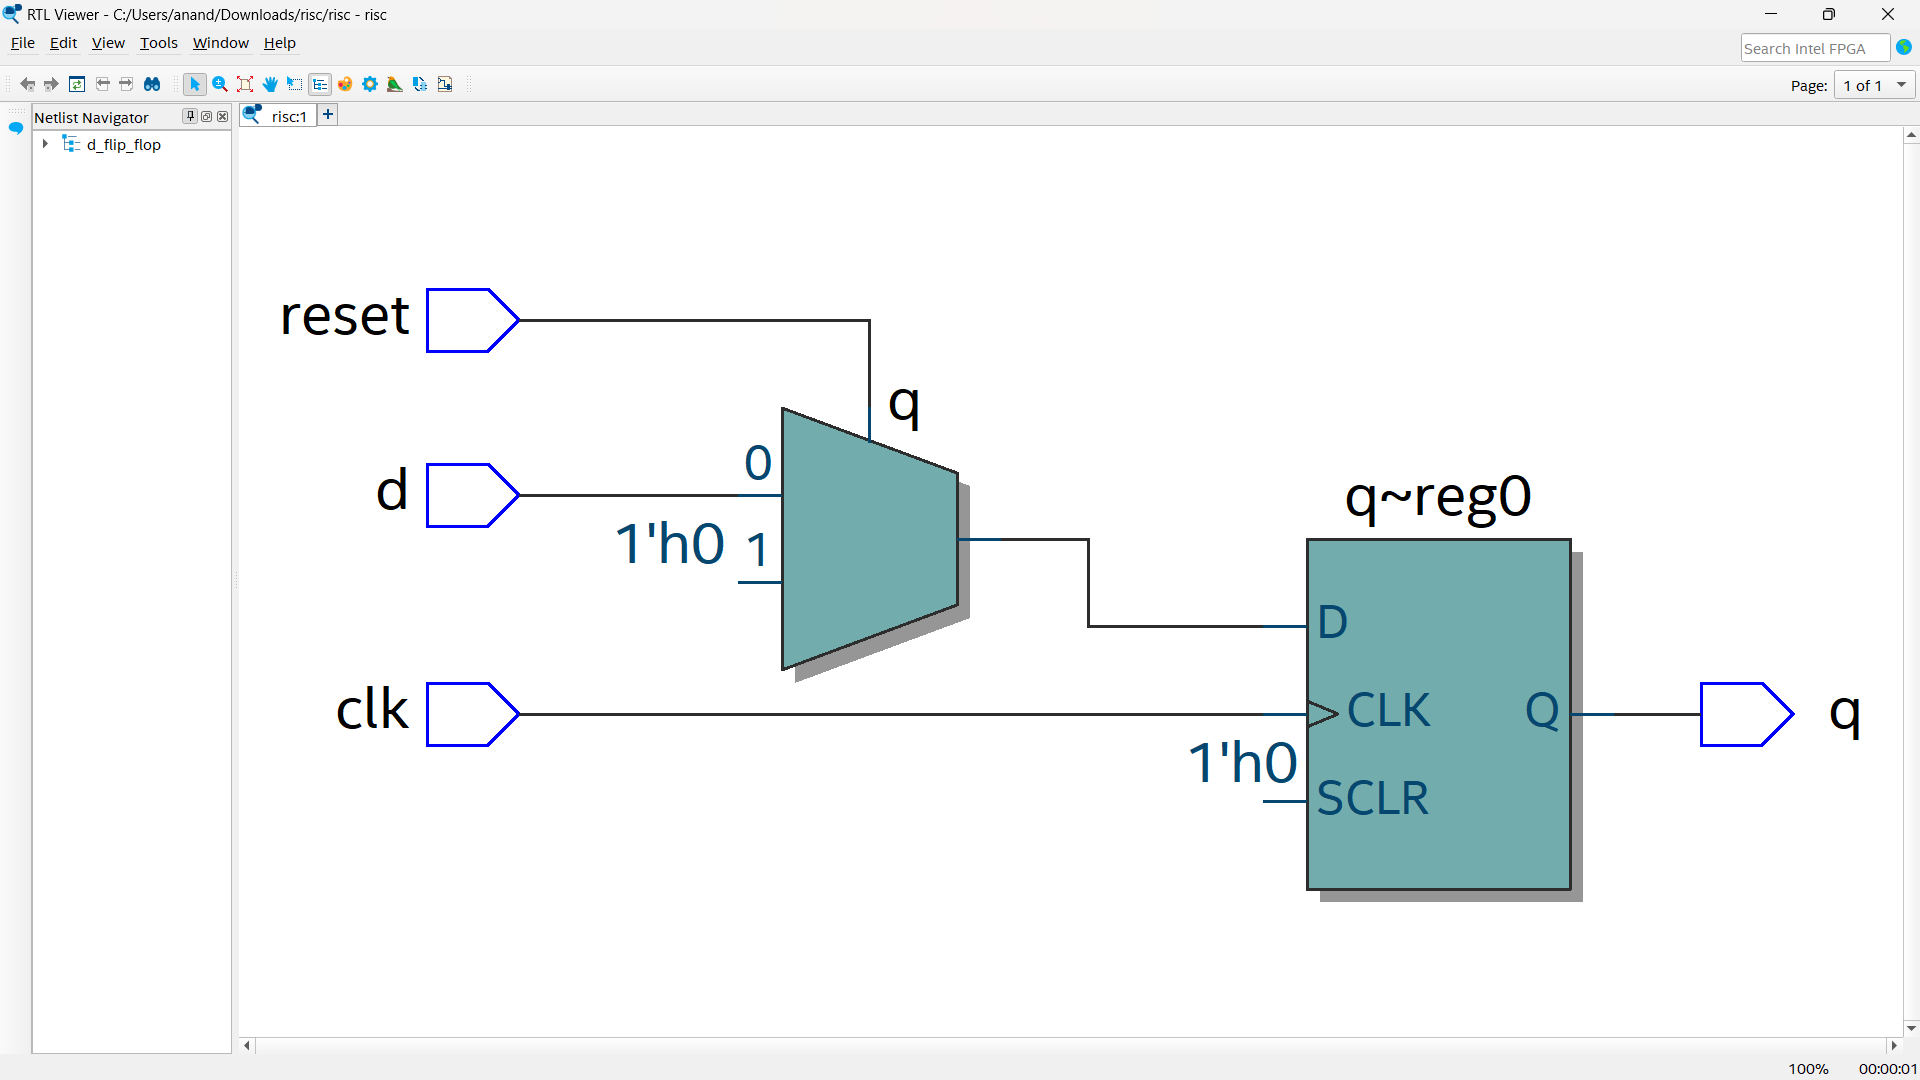 RTL Viewer - C:/Users/anand/Downloads/risc/risc - risc
File Edit View Tools Window Help
Search Intel FPGA
Page: 1 of 1
Netlist Navigator
risc:1 +
d_flip_flop
reset
q
0
d
1'h0 1
q~reg0
D
clk
CLK Q
q
1'h0
SCLR
100% 00:00:01